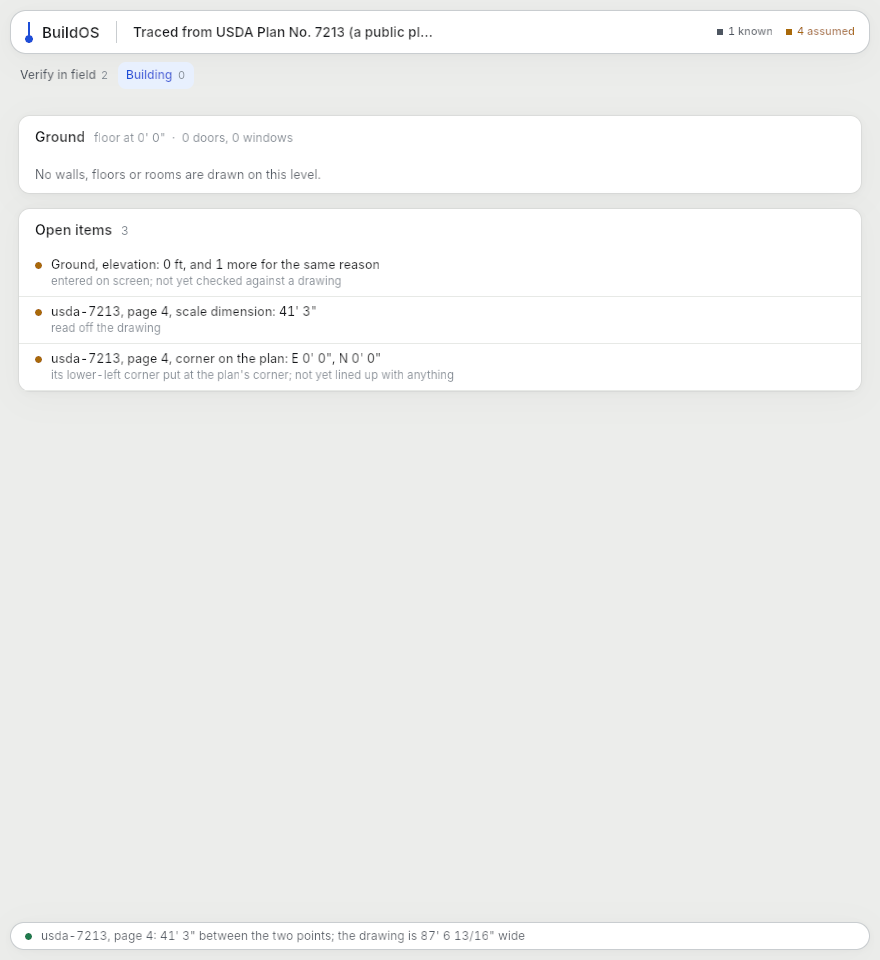 BuildOS
Traced from USDA Plan No. 7213 (a public pl...
1 known
4 assumed
Verify in field 2
Building 0
Ground floor at 0' 0" · 0 doors, 0 windows
No walls, floors or rooms are drawn on this level.
Open items 3
Ground, elevation: 0 ft, and 1 more for the same reason
entered on screen; not yet checked against a drawing
usda-7213, page 4, scale dimension: 41' 3"
read off the drawing
usda-7213, page 4, corner on the plan: E 0' 0", N 0' 0"
its lower-left corner put at the plan's corner; not yet lined up with anything
usda-7213, page 4: 41' 3" between the two points; the drawing is 87' 6 13/16" wide